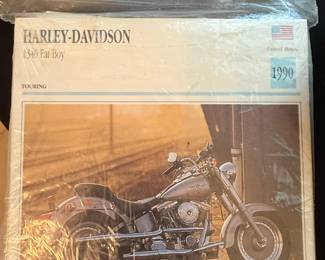 HARLEY-DAVIDSON
1340 Fat Boy
United States
1990
TOURING